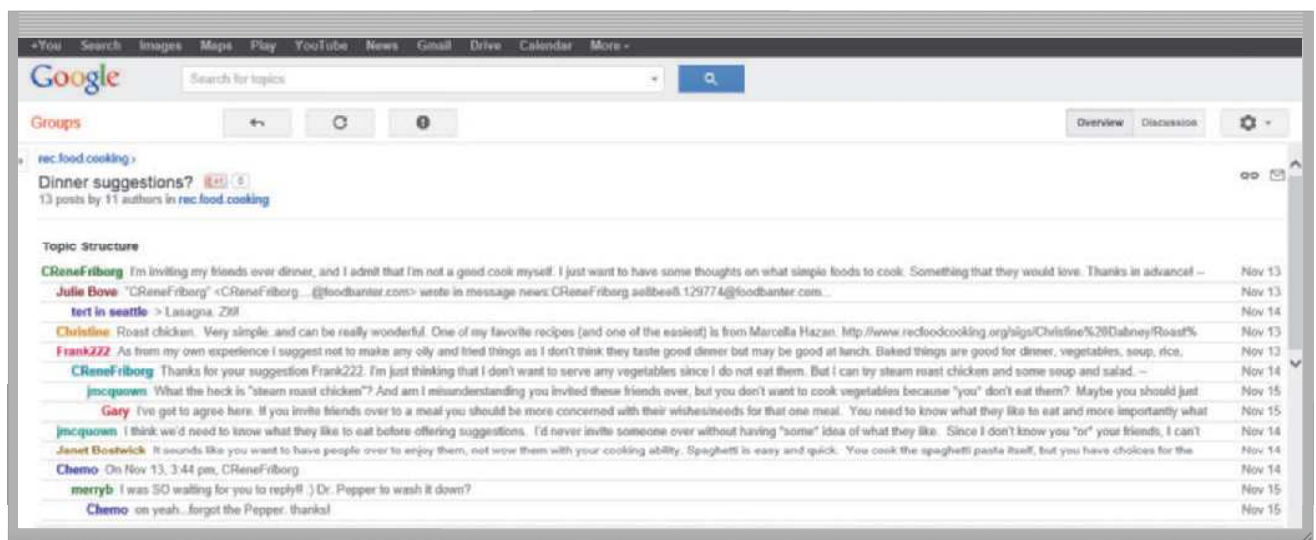 +You Search Images Maps Play YouTube News Gmail Drive Calendar More
Google Search for topics
Groups Overview Discussion
rec.food.cooking ›
Dinner suggestions? 0
13 posts by 11 authors in rec.food.cooking
Topic Structure
CReneFriborg I'm inviting my friends over dinner, and I admit that I'm not a good cook myself. I just want to have some thoughts on what simple foods to cook. Something that they would love. Thanks in advance! -- Nov 13
Julie Bove "CReneFriborg" <CReneFriborg....@foodbanter.com> wrote in message news:CReneFriborg.ae8bee8.129774@foodbanter.com... Nov 13
tert in seattle > Lasagna. Nov 14
Christine Roast chicken. Very simple..and can be really wonderful. One of my favorite recipes (and one of the easiest) is from Marcella Hazan. http://www.recfoodcooking.org/sigs/Christine%20Dabney/Roast% Nov 13
Frank222 As from my own experience I suggest not to make any oily and fried things as I don't think they taste good dinner but may be good at lunch. Baked things are good for dinner, vegetables, soup, rice, Nov 13
CReneFriborg Thanks for your suggestion Frank222. I'm just thinking that I don't want to serve any vegetables since I do not eat them. But I can try steam roast chicken and some soup and salad. -- Nov 14
jmcquown What the heck is "steam roast chicken"? And am I misunderstanding you invited these friends over, but you don't want to cook vegetables because *you* don't eat them? Maybe you should just Nov 15
Gary I've got to agree here. If you invite friends over to a meal you should be more concerned with their wishes/needs for that one meal. You need to know what they like to eat and more importantly what Nov 15
jmcquown I think we'd need to know what they like to eat before offering suggestions. I'd never invite someone over without having *some* idea of what they like. Since I don't know you *or* your friends, I can't Nov 14
Janet Bostwick It sounds like you want to have people over to enjoy them, not wow them with your cooking ability. Spaghetti is easy and quick. You cook the spaghetti pasta itself, but you have choices for the Nov 14
Chemo On Nov 13, 3:44 pm, CReneFriborg Nov 14
merryb I was SO waiting for you to reply!! :) Dr. Pepper to wash it down? Nov 15
Chemo on yeah...forgot the Pepper. thanks! Nov 15